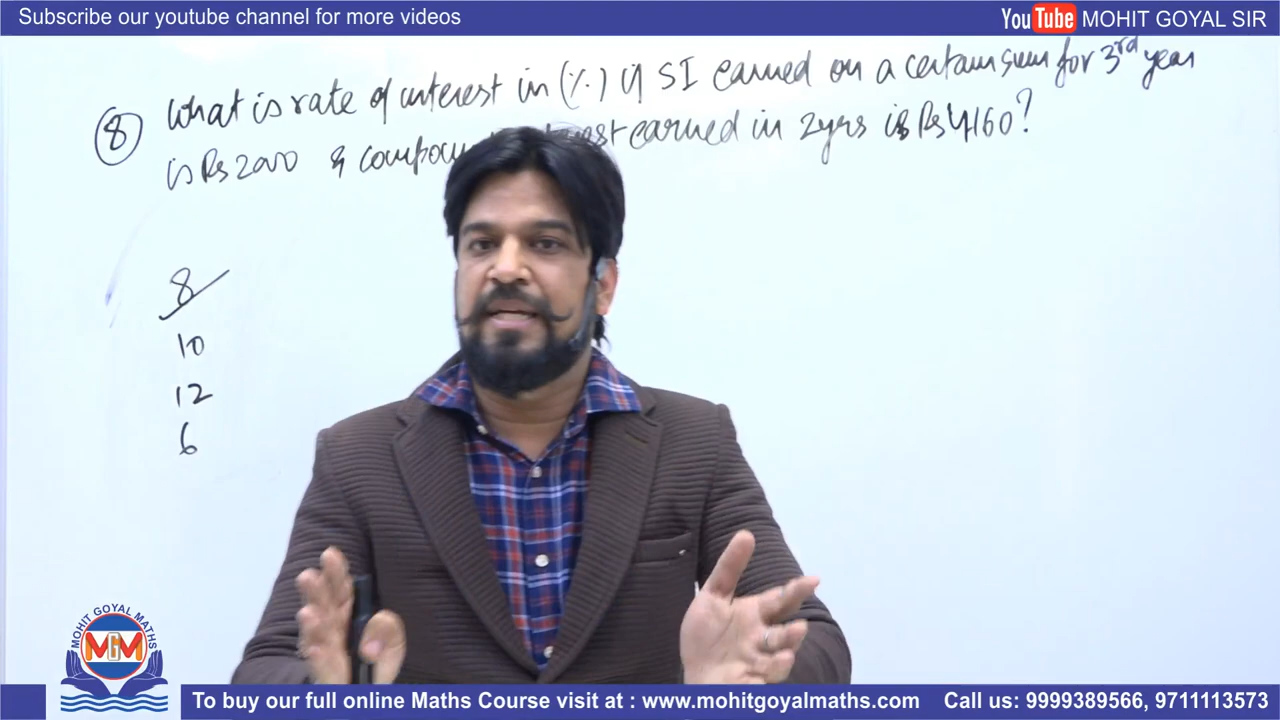 Subscribe our youtube channel for more videos
YouTube MOHIT GOYAL SIR
8 What is rate of interest in (%) if SI earned on a certain sum for 3rd year
is Rs 2000 & earned in 2yrs is Rs 4160?
8
10
12
6
MOHIT GOYAL MATHS
MGM
To buy our full online Maths Course visit at : www.mohitgoyalmaths.com Call us: 9999389566, 9711113573